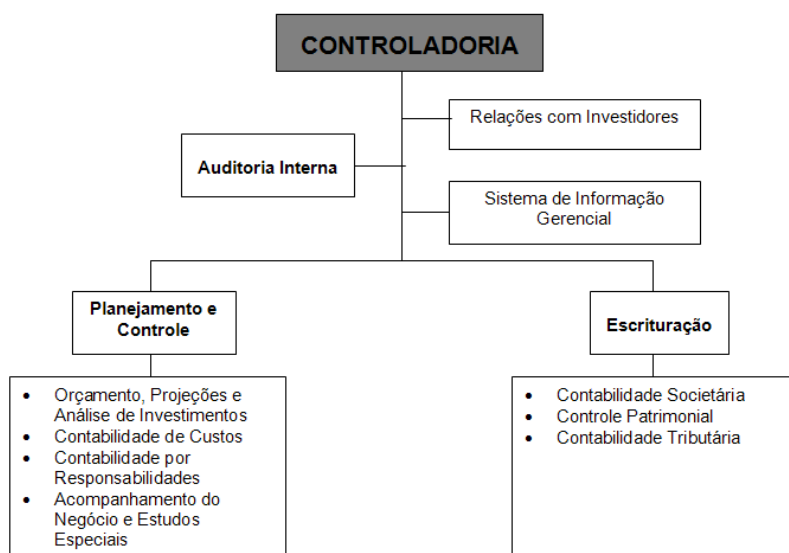 CONTROLADORIA
Relações com Investidores
Auditoria Interna
Sistema de Informação
Gerencial
Planejamento e
Controle
Escrituração
• Orçamento, Projeções e
Análise de Investimentos
• Contabilidade de Custos
• Contabilidade por
Responsabilidades
• Acompanhamento do
Negócio e Estudos
Especiais
• Contabilidade Societária
• Controle Patrimonial
• Contabilidade Tributária